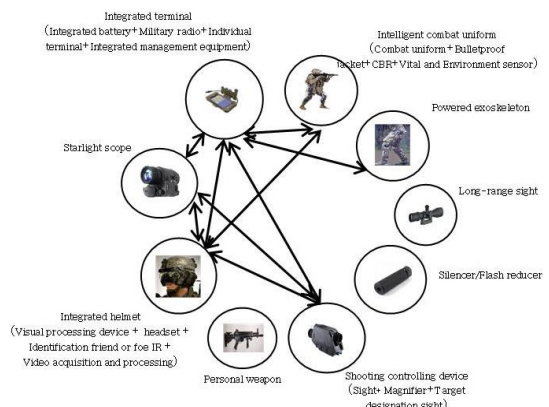 Integrated terminal
(Integrated battery+ Military radio+ Individual
terminal+ Integrated management equipment)
Intelligent combat uniform
(Combat uniform+ Bulletproof
jacket+ CBR+ Vital and Environment sensor)
Powered exoskeleton
Starlight scope
Long-range sight
Silencer/Flash reducer
Integrated helmet
(Visual processing device + headset+
Identification friend or foe IR +
Video acquisition and processing)
Personal weapon
Shooting controlling device
(Sight+ Magnifier+Target
designation sight)